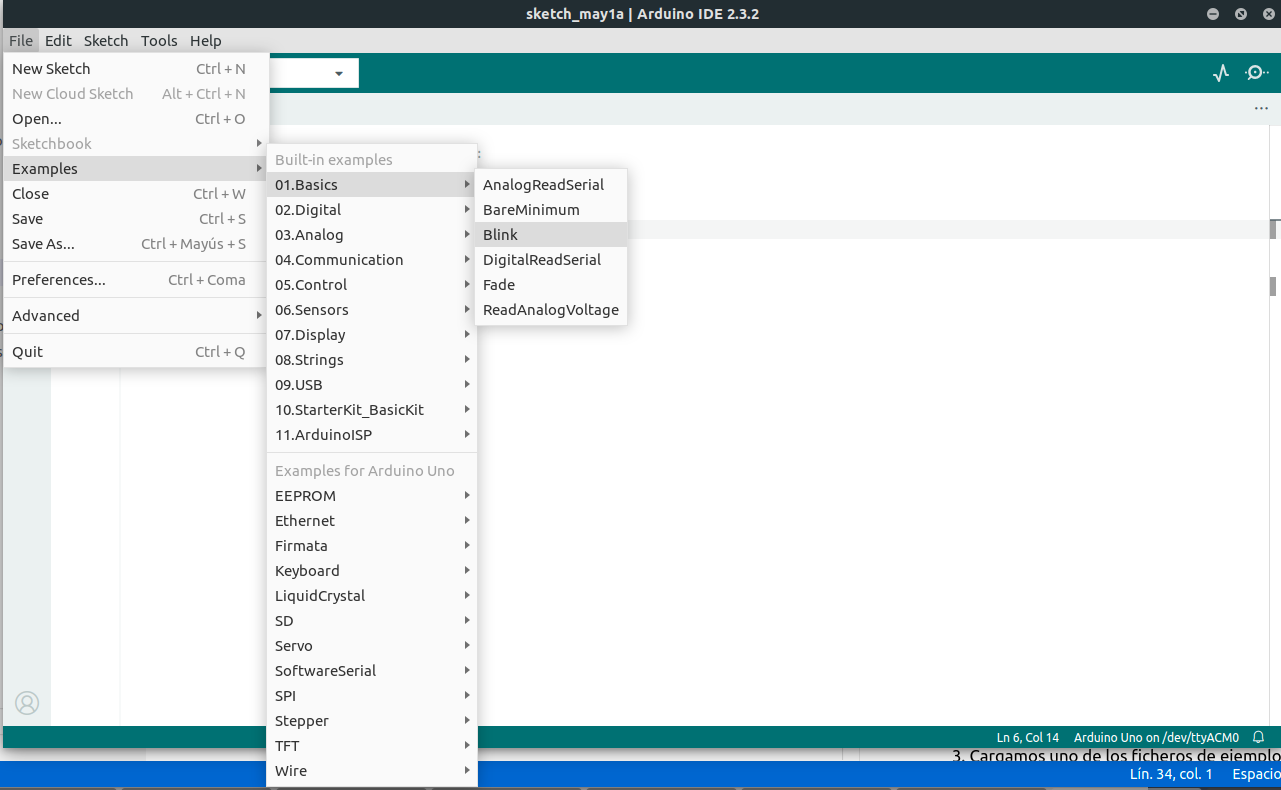 sketch_may1a | Arduino IDE 2.3.2
File Edit Sketch Tools Help
New Sketch Ctrl + N
New Cloud Sketch Alt + Ctrl + N
Open... Ctrl + O
Sketchbook
Examples
Close Ctrl + W
Save Ctrl + S
Save As... Ctrl + Mayús + S
Preferences... Ctrl + Coma
Advanced
Quit Ctrl + Q
Built-in examples
01.Basics
02.Digital
03.Analog
04.Communication
05.Control
06.Sensors
07.Display
08.Strings
09.USB
10.StarterKit_BasicKit
11.ArduinoISP
Examples for Arduino Uno
EEPROM
Ethernet
Firmata
Keyboard
LiquidCrystal
SD
Servo
SoftwareSerial
SPI
Stepper
TFT
Wire
AnalogReadSerial
BareMinimum
Blink
DigitalReadSerial
Fade
ReadAnalogVoltage
Ln 6, Col 14 Arduino Uno on /dev/ttyACM0
3. Cargamos uno de los ficheros de ejemplo
Lín. 34, col. 1 Espacio